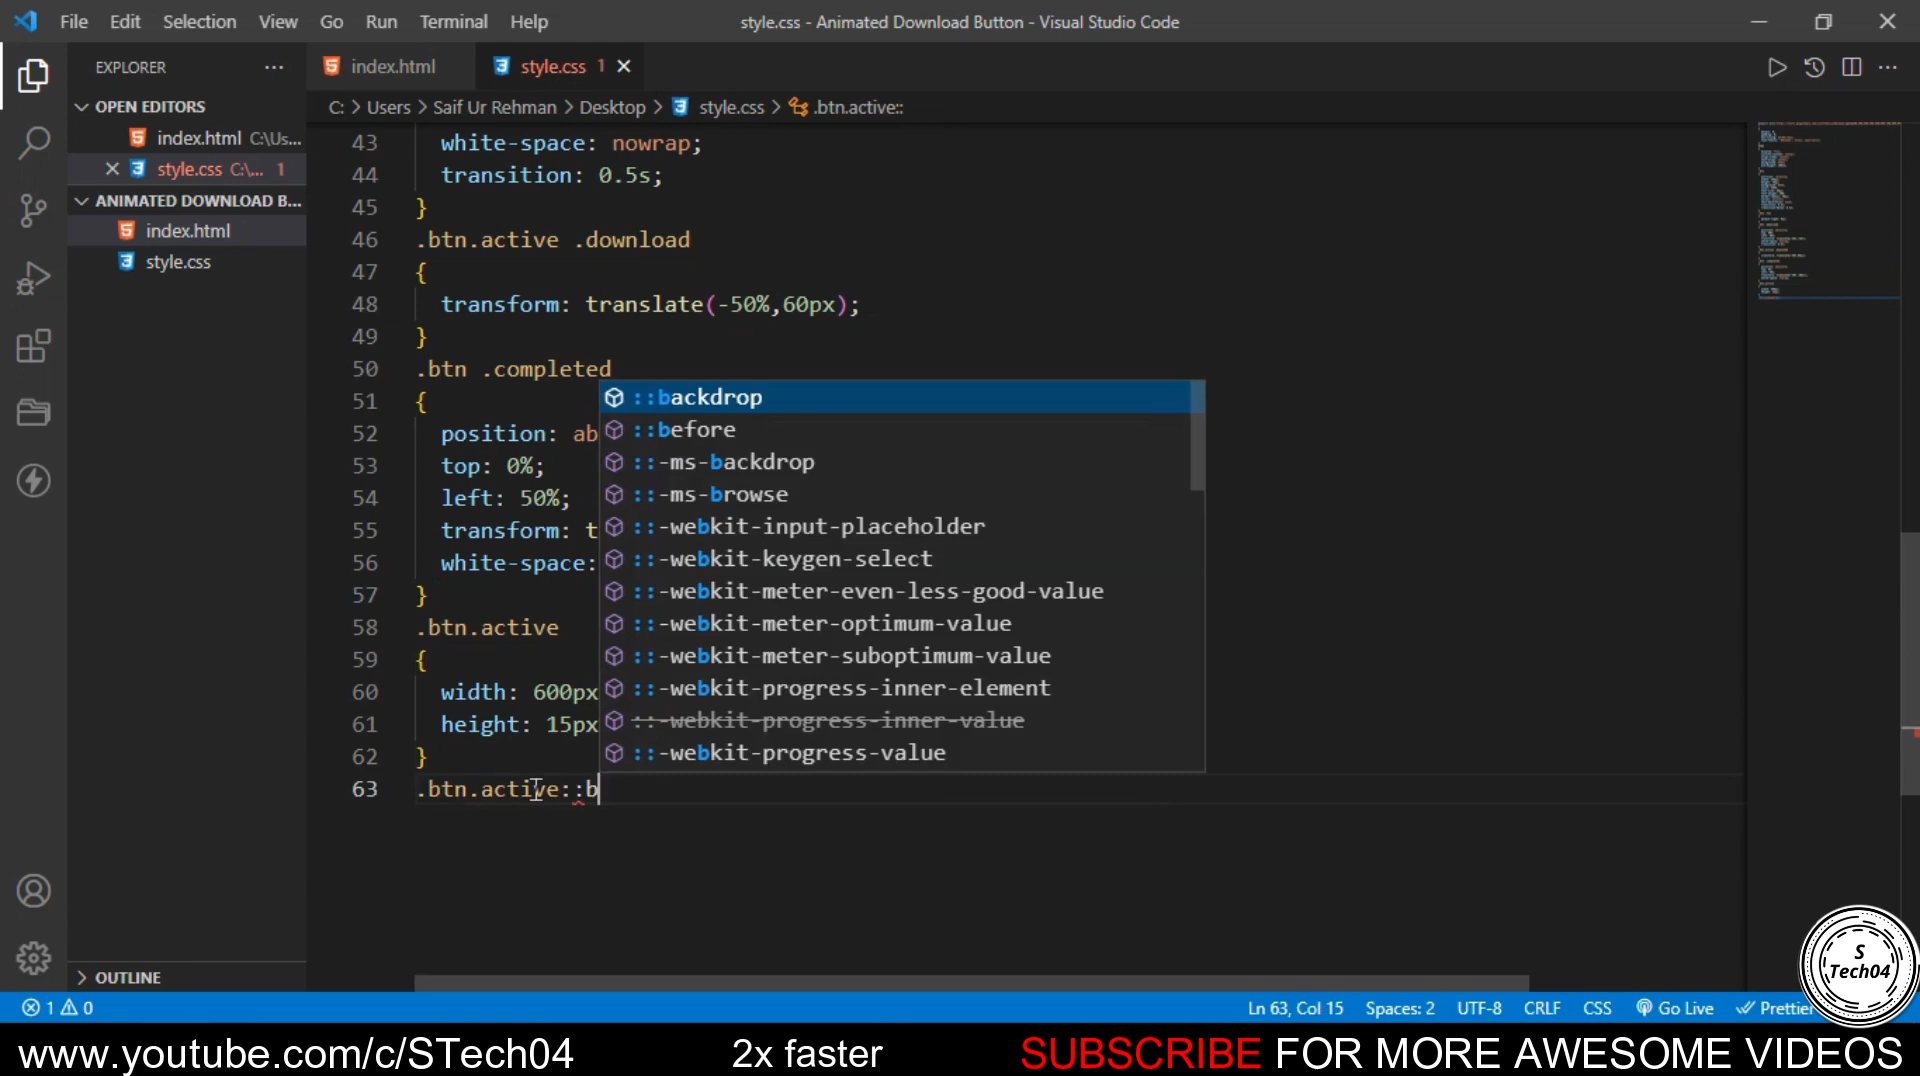 File Edit Selection View Go Run Terminal Help
style.css - Animated Download Button - Visual Studio Code
EXPLORER
OPEN EDITORS
index.html C:\Us...
style.css C:\... 1
ANIMATED DOWNLOAD B...
index.html
style.css
OUTLINE
index.html
style.css 1
C: > Users > Saif Ur Rehman > Desktop > style.css > .btn.active::
43 white-space: nowrap;
44 transition: 0.5s;
45 }
46 .btn.active .download
47 {
48 transform: translate(-50%,60px);
49 }
50 .btn .completed
51 {
52 position: ab
53 top: 0%;
54 left: 50%;
55 transform: t
56 white-space:
57 }
58 .btn.active
59 {
60 width: 600px
61 height: 15px
62 }
63 .btn.active::b
::backdrop
::before
::-ms-backdrop
::-ms-browse
::-webkit-input-placeholder
::-webkit-keygen-select
::-webkit-meter-even-less-good-value
::-webkit-meter-optimum-value
::-webkit-meter-suboptimum-value
::-webkit-progress-inner-element
::-webkit-progress-inner-value
::-webkit-progress-value
S
Tech04
1 0
Ln 63, Col 15 Spaces: 2 UTF-8 CRLF CSS Go Live Prettier
www.youtube.com/c/STech04 2x faster SUBSCRIBE FOR MORE AWESOME VIDEOS